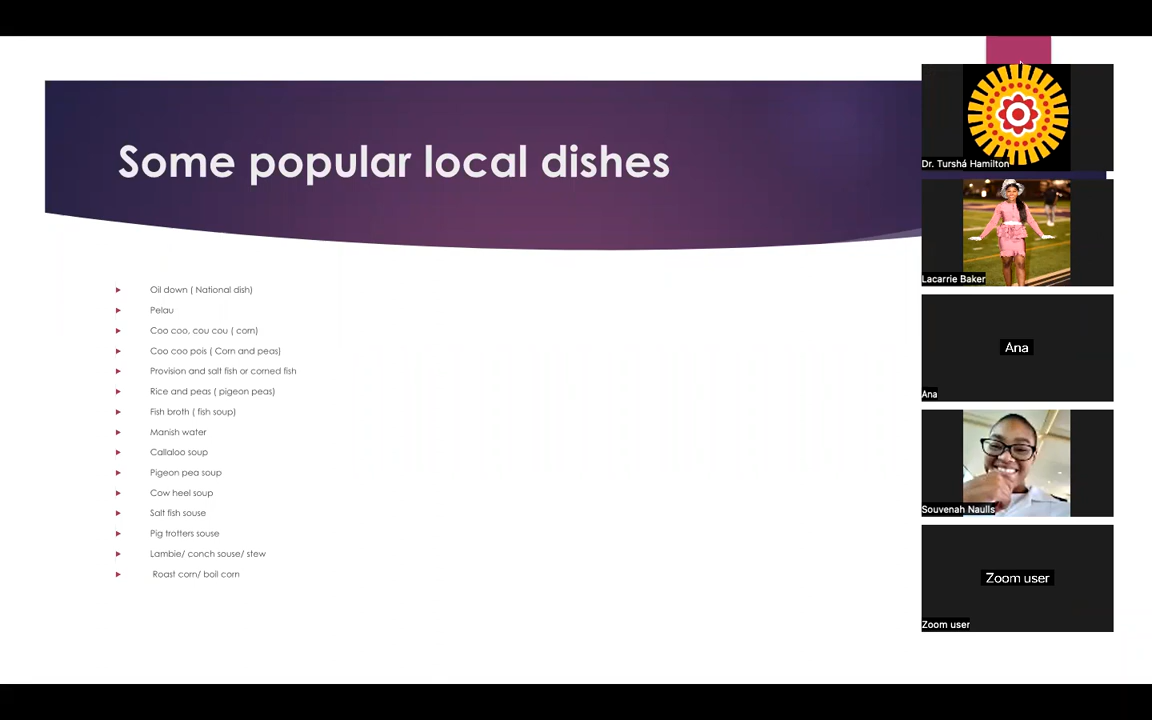 Some popular local dishes
Oil down ( National dish)
Pelau
Coo coo, cou cou ( corn)
Coo coo pois ( Corn and peas)
Provision and salt fish or corned fish
Rice and peas ( pigeon peas)
Fish broth ( fish soup)
Manish water
Callaloo soup
Pigeon pea soup
Cow heel soup
Salt fish souse
Pig trotters souse
Lambie/ conch souse/ stew
Roast corn/ boil corn
Dr. Turshá Hamilton
Lacarrie Baker
Ana
Ana
Souvenah Naulls
Zoom user
Zoom user